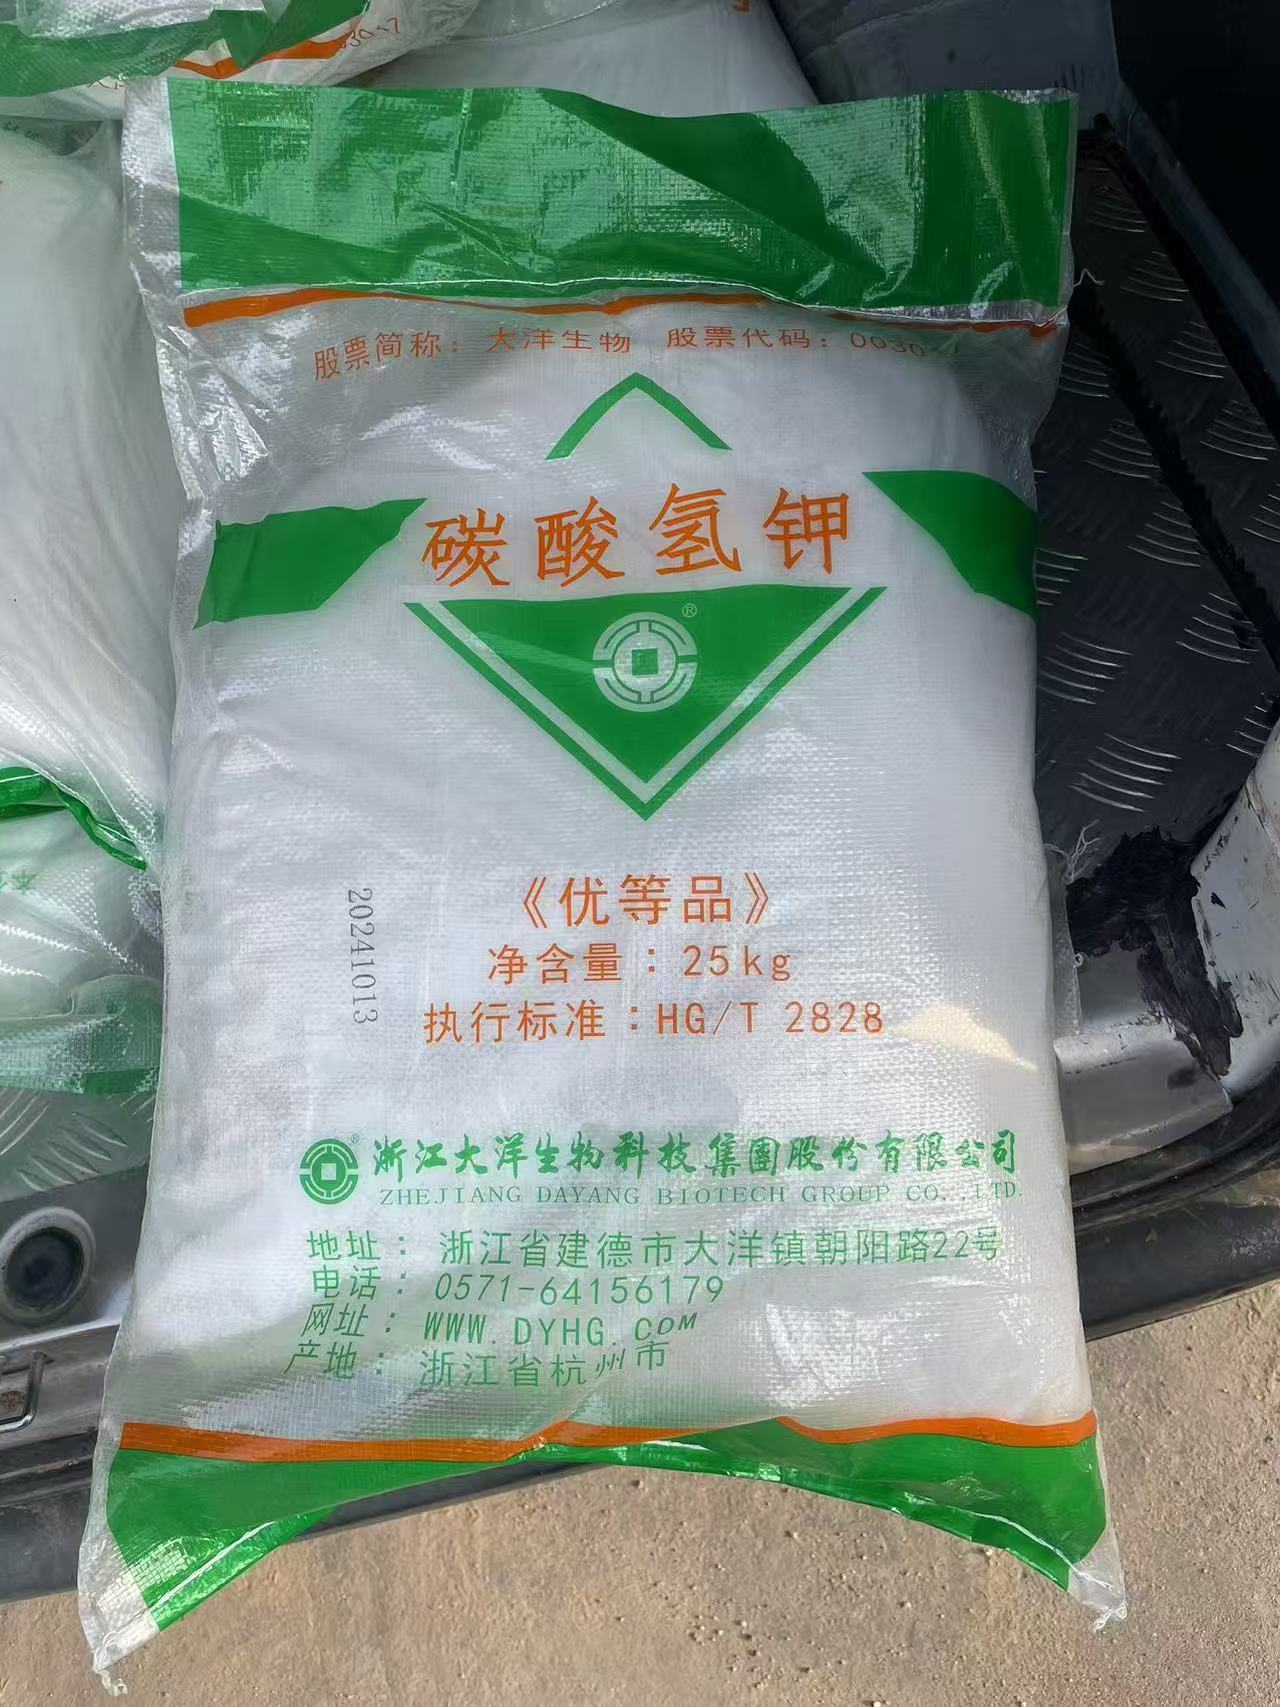 股票简称：大洋生物 股票代码：0030
碳酸氢钾
®
《优等品》
净含量：25kg
执行标准：HG/T 2828
20241013
® 浙江大洋生物科技集团股份有限公司
ZHEJIANG DAYANG BIOTECH GROUP CO.,LTD.
地址：浙江省建德市大洋镇朝阳路22号
电话：0571-64156179
网址：WWW.DYHG.COM
产地：浙江省杭州市